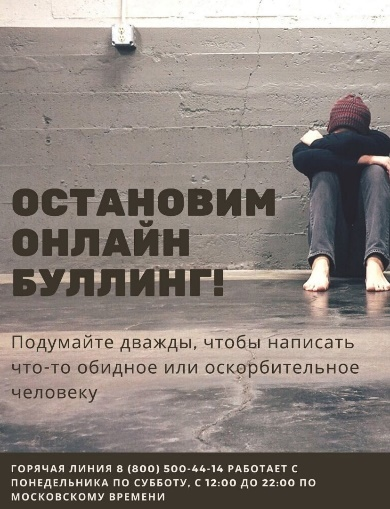 ОСТАНОВИМ
ОНЛАЙН
БУЛЛИНГ!
Подумайте дважды, чтобы написать
что-то обидное или оскорбительное
человеку
ГОРЯЧАЯ ЛИНИЯ 8 (800) 500-44-14 РАБОТАЕТ С
ПОНЕДЕЛЬНИКА ПО СУББОТУ, С 12:00 ДО 22:00 ПО
МОСКОВСКОМУ ВРЕМЕНИ